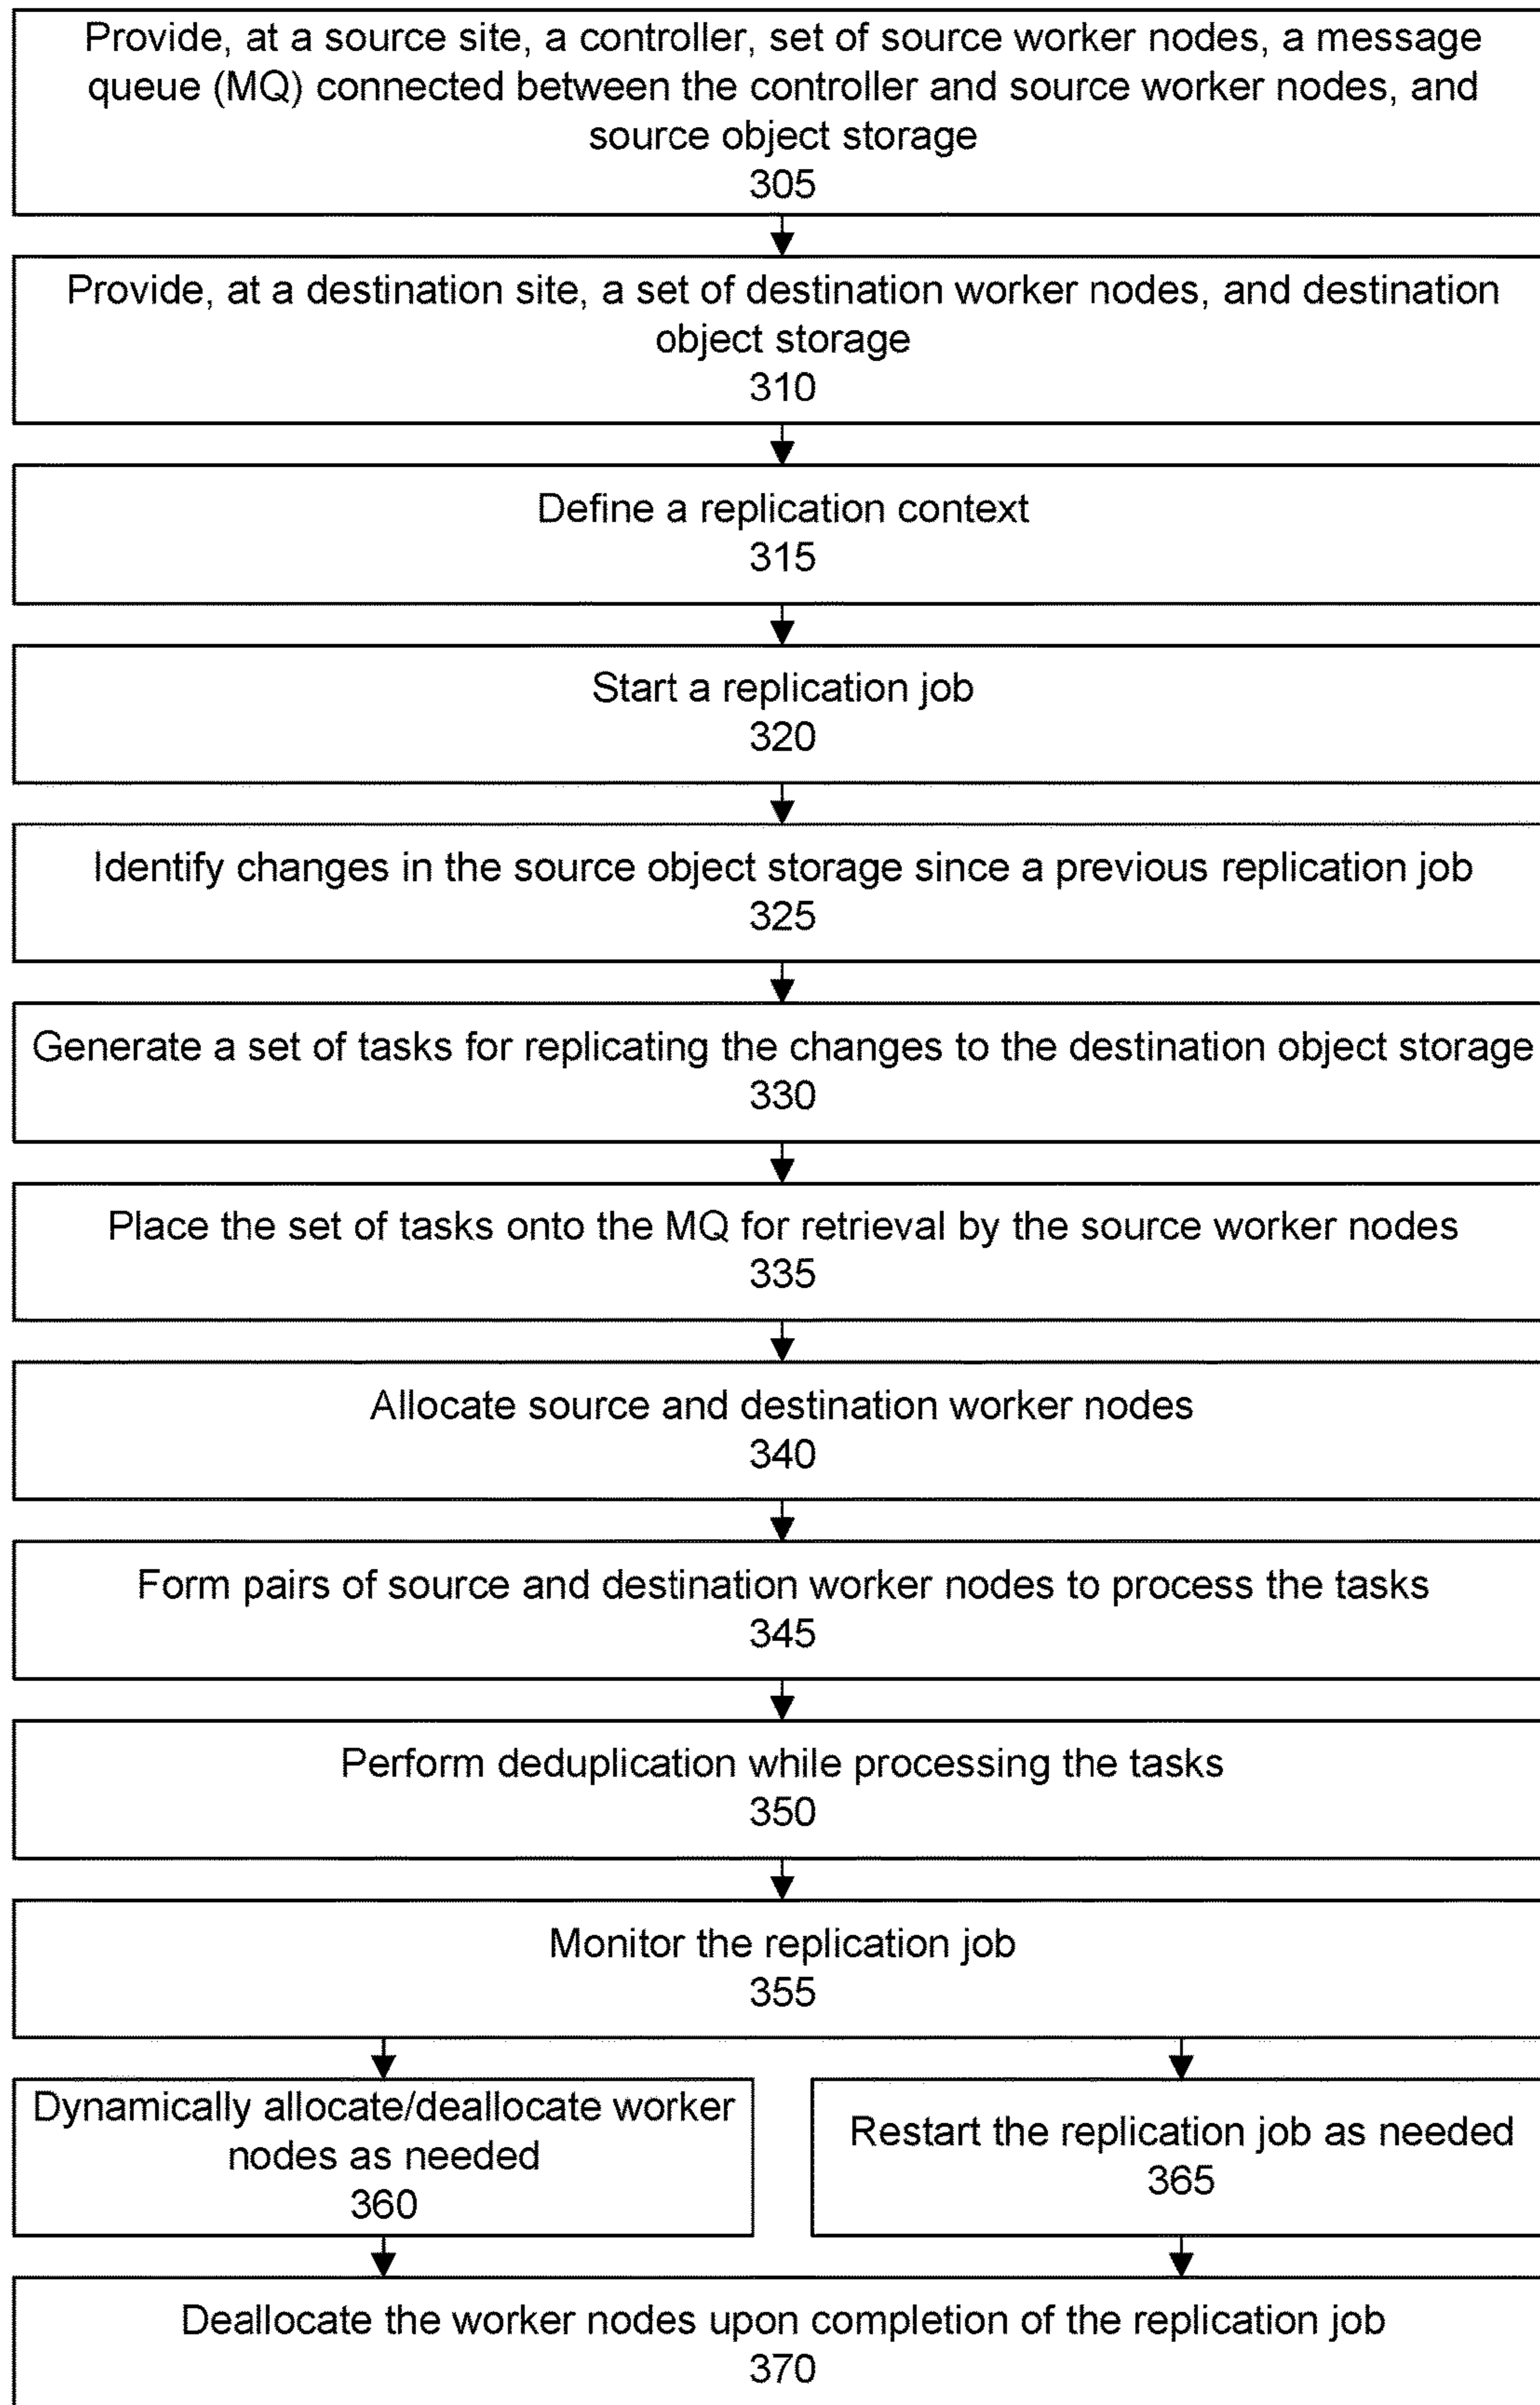 Provide, at a source site, a controller, set of source worker nodes, a message
queue (MQ) connected between the controller and source worker nodes, and
source object storage
305
Provide, at a destination site, a set of destination worker nodes, and destination
object storage
310
Define a replication context
315
Start a replication job
320
Identify changes in the source object storage since a previous replication job
325
Generate a set of tasks for replicating the changes to the destination object storage
330
Place the set of tasks onto the MQ for retrieval by the source worker nodes
335
Allocate source and destination worker nodes
340
Form pairs of source and destination worker nodes to process the tasks
345
Perform deduplication while processing the tasks
350
Monitor the replication job
355
Dynamically allocate/deallocate worker
nodes as needed
360
Restart the replication job as needed
365
Deallocate the worker nodes upon completion of the replication job
370